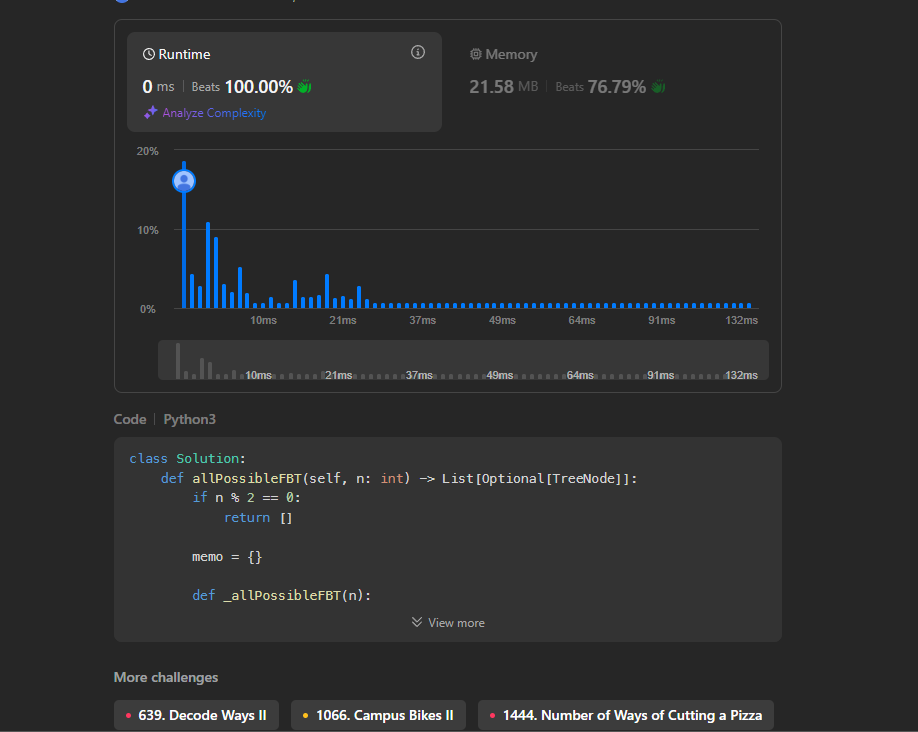 Runtime
0 ms | Beats 100.00%
Analyze Complexity
Memory
21.58 MB | Beats 76.79%
20%
10%
0%
10ms 21ms 37ms 49ms 64ms 91ms 132ms
10ms 21ms 37ms 49ms 64ms 91ms 132ms
Code | Python3
class Solution:
    def allPossibleFBT(self, n: int) -> List[Optional[TreeNode]]:
        if n % 2 == 0:
            return []
        memo = {}
        def _allPossibleFBT(n):
View more
More challenges
639. Decode Ways II
1066. Campus Bikes II
1444. Number of Ways of Cutting a Pizza